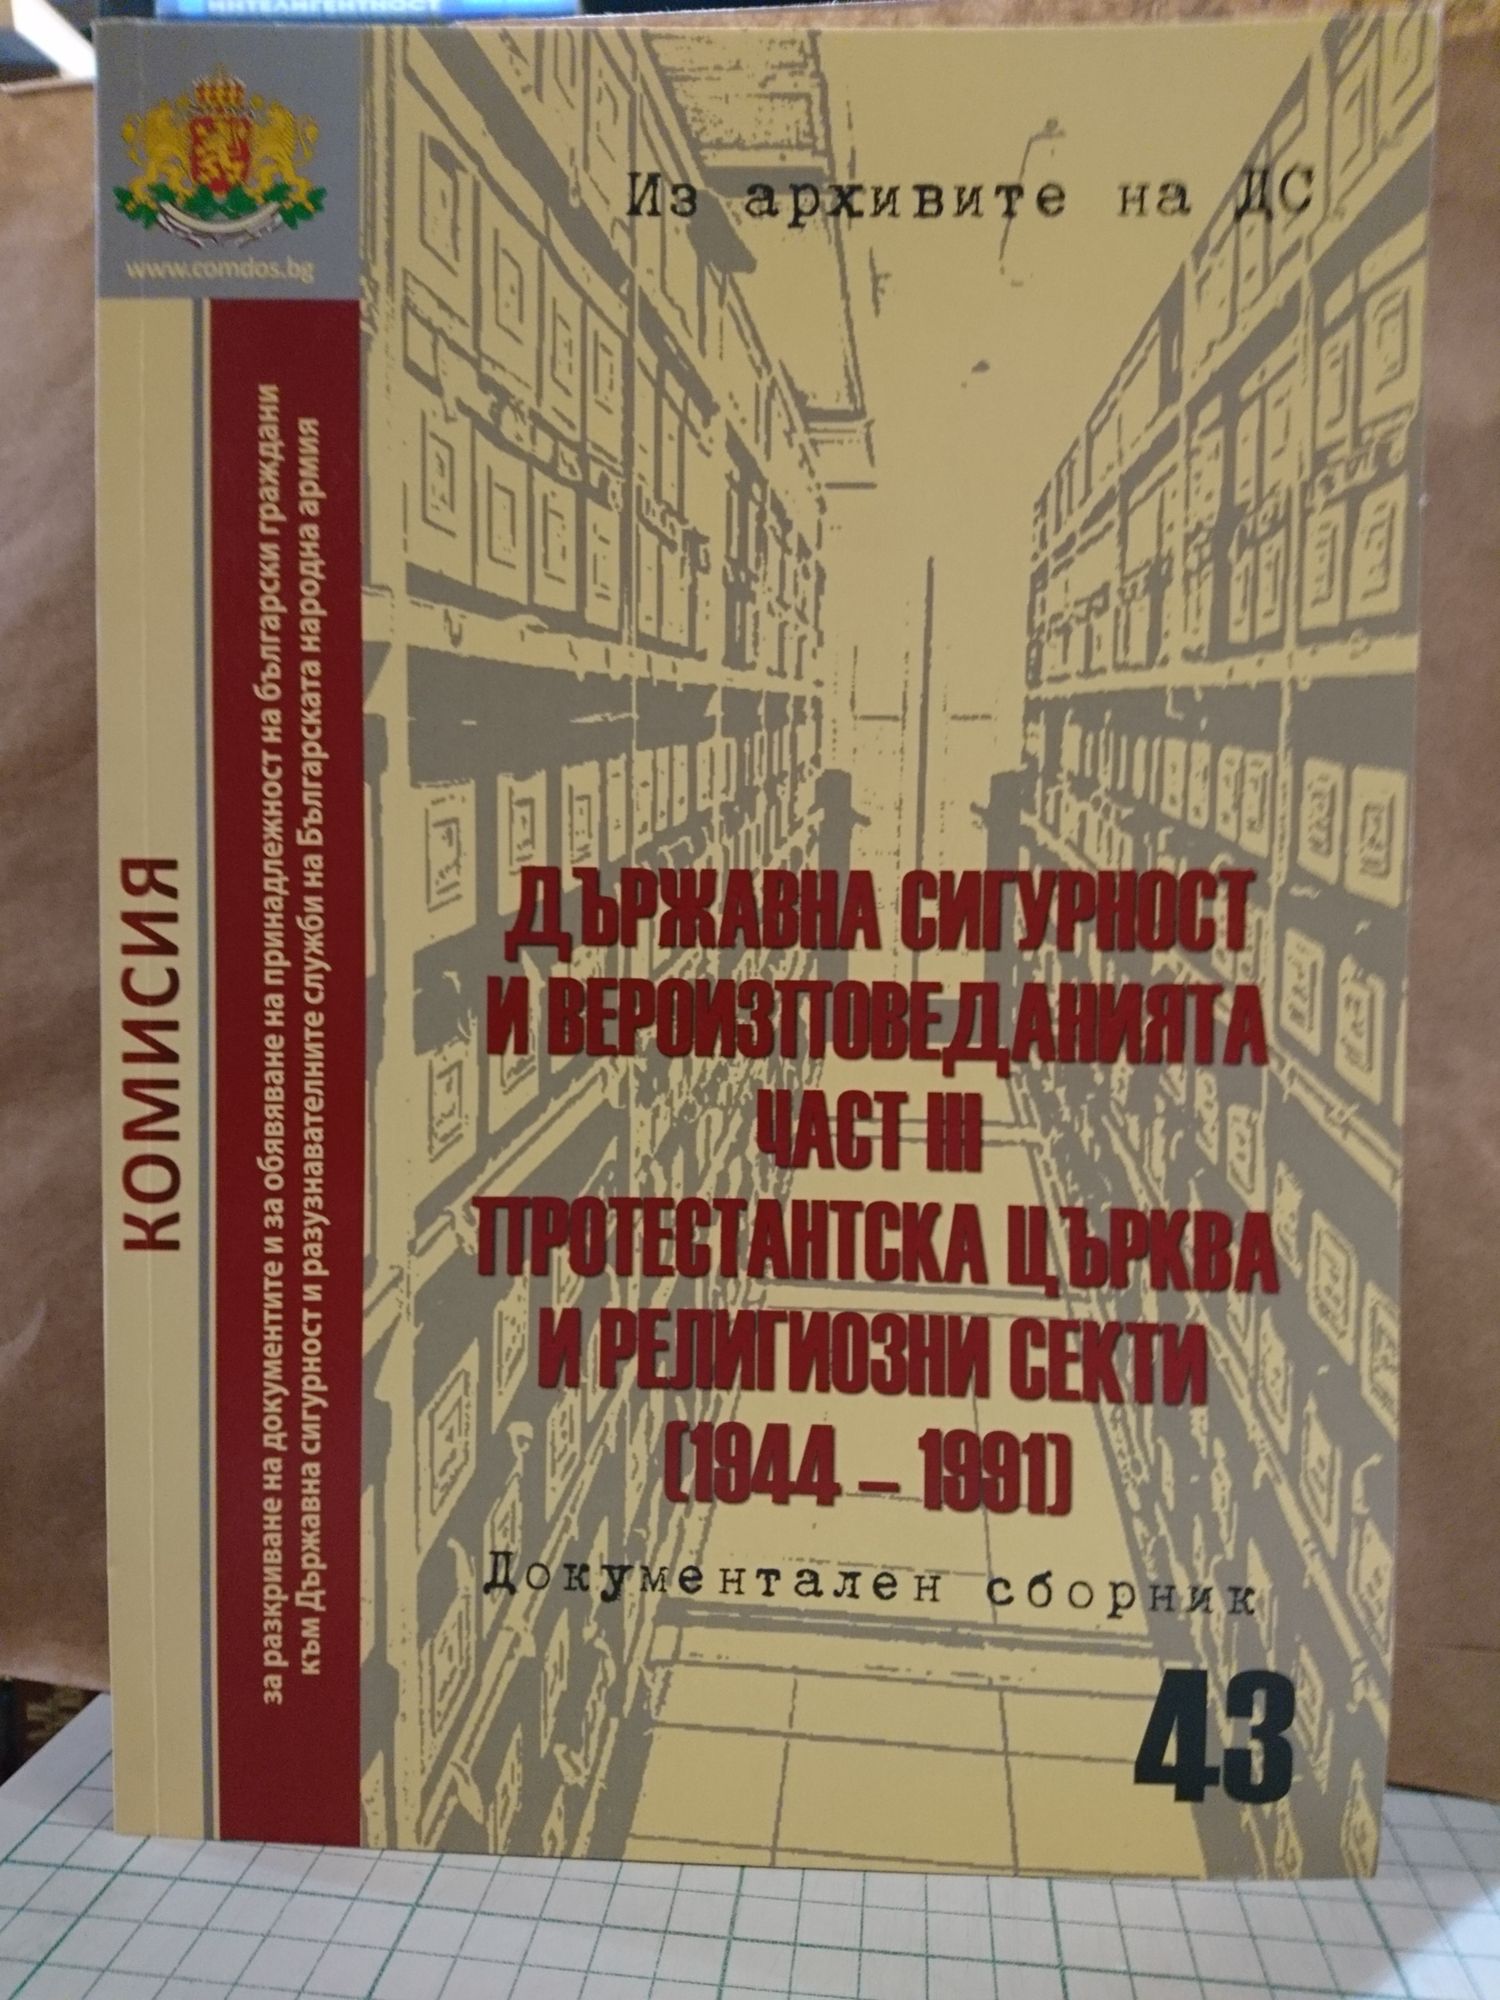 ИНТЕЛИГЕНТНОСТ
www.comdos.bg
Из архивите на ДС
КОМИСИЯ
за разкриване на документите и за обявяване на принадлежност на български граждани
към Държавна сигурност и разузнавателните служби на Българската народна армия
ДЪРЖАВНА СИГУРНОСТ
И ВЕРОИЗПОВЕДАНИЯТА
ЧАСТ III
ПРОТЕСТАНТСКА ЦЪРКВА
И РЕЛИГИОЗНИ СЕКТИ
(1944 – 1991)
Документален сборник
43